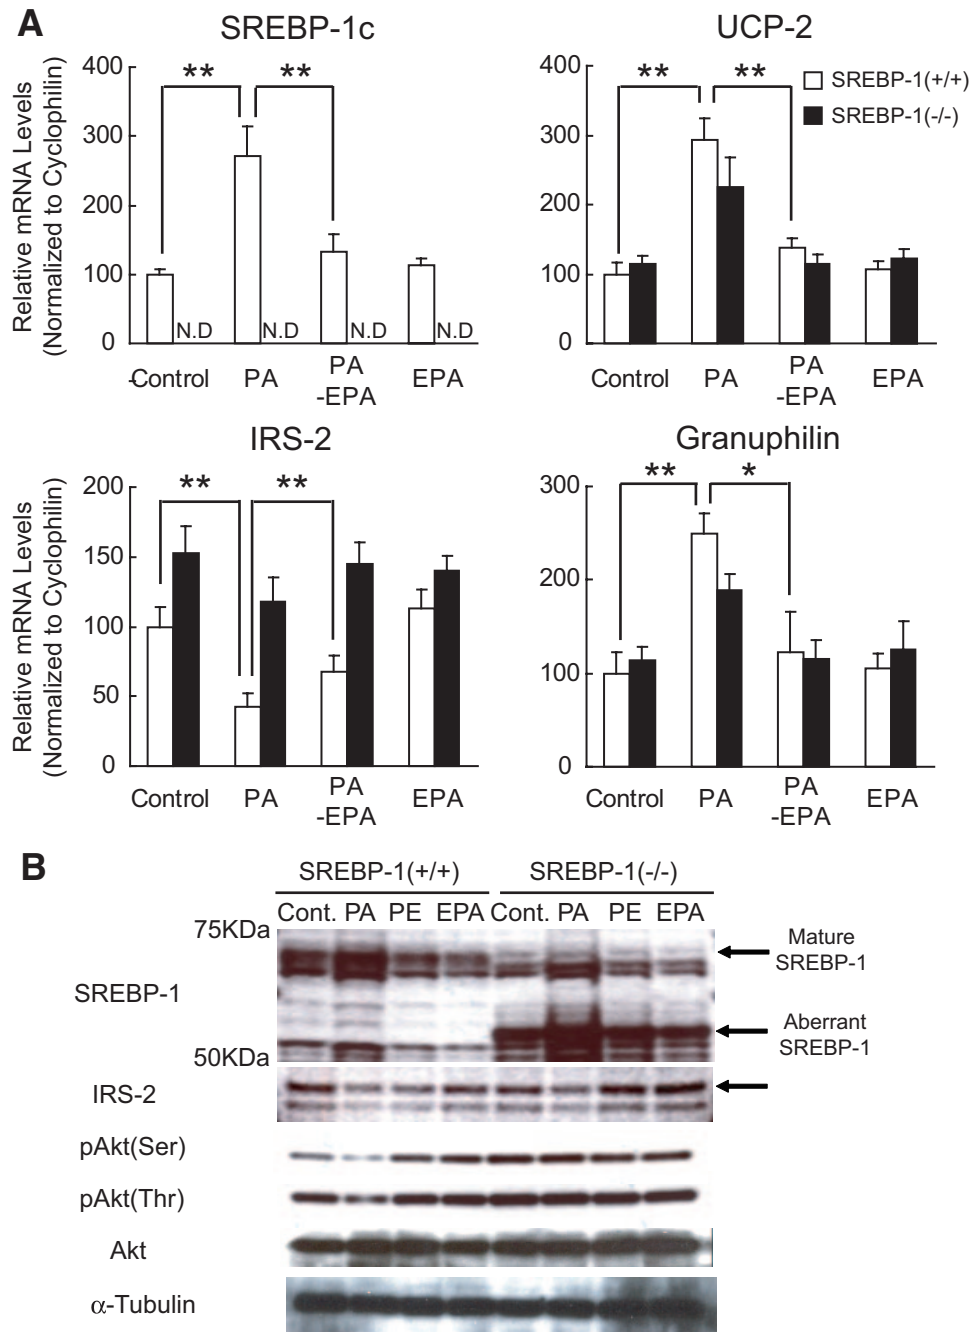 A
SREBP-1c
Relative mRNA Levels
(Normalized to Cyclophilin)
400
300
200
100
0
** **
N.D N.D N.D N.D
-Control PA PA EPA
-EPA
UCP-2
400
300
200
100
0
** **
SREBP-1(+/+)
SREBP-1(-/-)
Control PA PA EPA
-EPA
IRS-2
Relative mRNA Levels
(Normalized to Cyclophilin)
200
150
100
50
0
** **
Control PA PA EPA
-EPA
Granuphilin
300
200
100
0
** *
Control PA PA EPA
-EPA
B
SREBP-1(+/+) SREBP-1(-/-)
Cont. PA PE EPA Cont. PA PE EPA
75KDa
Mature
SREBP-1
SREBP-1
Aberrant
SREBP-1
50KDa
IRS-2
pAkt(Ser)
pAkt(Thr)
Akt
α-Tubulin